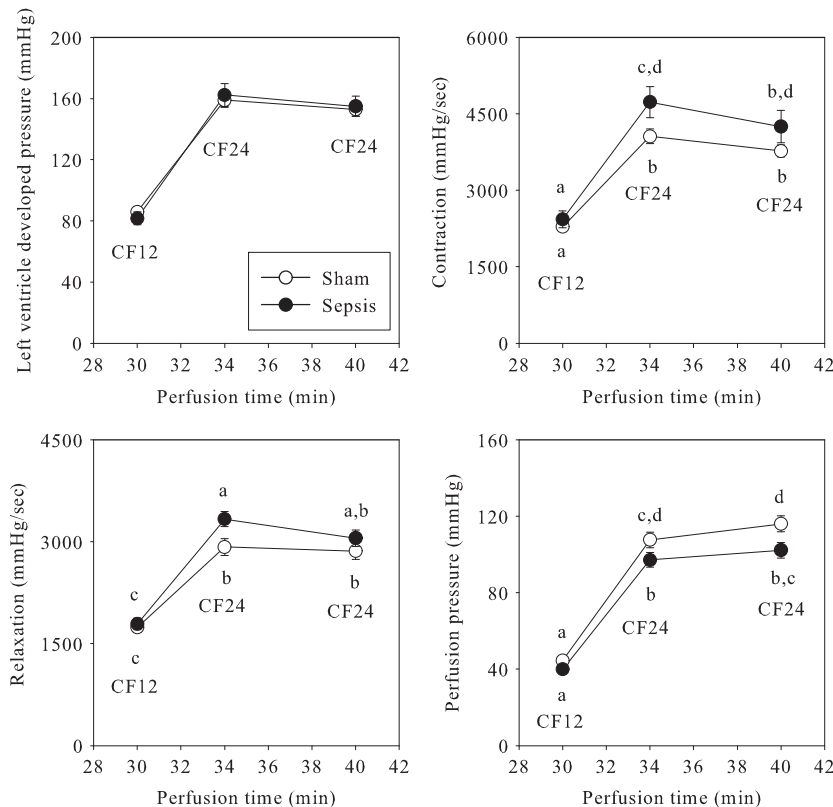 Left ventricle developed pressure (mmHg)
200
160
120
80
40
0
CF12
CF24
CF24
Sham
Sepsis
28 30 32 34 36 38 40 42
Perfusion time (min)
Contraction (mmHg/sec)
6000
4500
3000
1500
0
a
a
CF12
c,d
b
CF24
b,d
b
CF24
28 30 32 34 36 38 40 42
Perfusion time (min)
Relaxation (mmHg/sec)
4500
3000
1500
0
c
c
CF12
a
b
CF24
a,b
b
CF24
28 30 32 34 36 38 40 42
Perfusion time (min)
Perfusion pressure (mmHg)
160
120
80
40
0
a
a
CF12
c,d
b
CF24
d
b,c
CF24
28 30 32 34 36 38 40 42
Perfusion time (min)